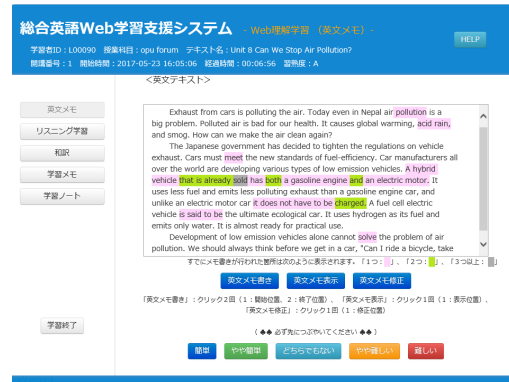 総合英語Web学習支援システム - Web理解学習 (英文メモ) -
HELP
学習者ID：L00090 授業科目：opu forum テキスト名：Unit 8 Can We Stop Air Pollution?
開講番号：1 開始時間：2017-05-23 16:05:06 経過時間：00:06:56 習熟度：A
<英文テキスト>
英文メモ
リスニング学習
和訳
学習メモ
学習ノート
学習終了
Exhaust from cars is polluting the air. Today even in Nepal air pollution is a
big problem. Polluted air is bad for our health. It causes global warming, acid rain,
and smog. How can we make the air clean again?
The Japanese government has decided to tighten the regulations on vehicle
exhaust. Cars must meet the new standards of fuel-efficiency. Car manufacturers all
over the world are developing various types of low emission vehicles. A hybrid
vehicle that is already sold has both a gasoline engine and an electric motor. It
uses less fuel and emits less polluting exhaust than a gasoline engine car, and
unlike an electric motor car it does not have to be charged. A fuel cell electric
vehicle is said to be the ultimate ecological car. It uses hydrogen as its fuel and
emits only water. It is almost ready for practical use.
Development of low emission vehicles alone cannot solve the problem of air
pollution. We should always think before we get in a car, "Can I ride a bicycle, take
すでにメモ書きが行われた箇所は次のように表示されます。「1つ： 」、「2つ： 」、「3つ以上： 」
英文メモ書き 英文メモ表示 英文メモ修正
「英文メモ書き」：クリック2回（1：開始位置、2：終了位置）、「英文メモ表示」：クリック1回（1：表示位置）、
「英文メモ修正」：クリック1回（1：修正位置）
( ♠♠ 必ず先につぶやいてください ♠♠ )
簡単 やや簡単 どちらでもない やや難しい 難しい